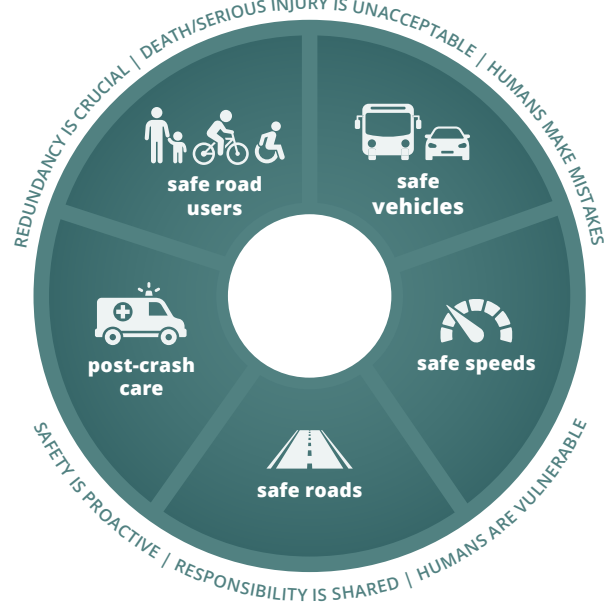 REDUNDANCY IS CRUCIAL | DEATH/SERIOUS INJURY IS UNACCEPTABLE | HUMANS MAKE MISTAKES
safe road
users
safe
vehicles
post-crash
care
safe speeds
safe roads
SAFETY IS PROACTIVE | RESPONSIBILITY IS SHARED | HUMANS ARE VULNERABLE